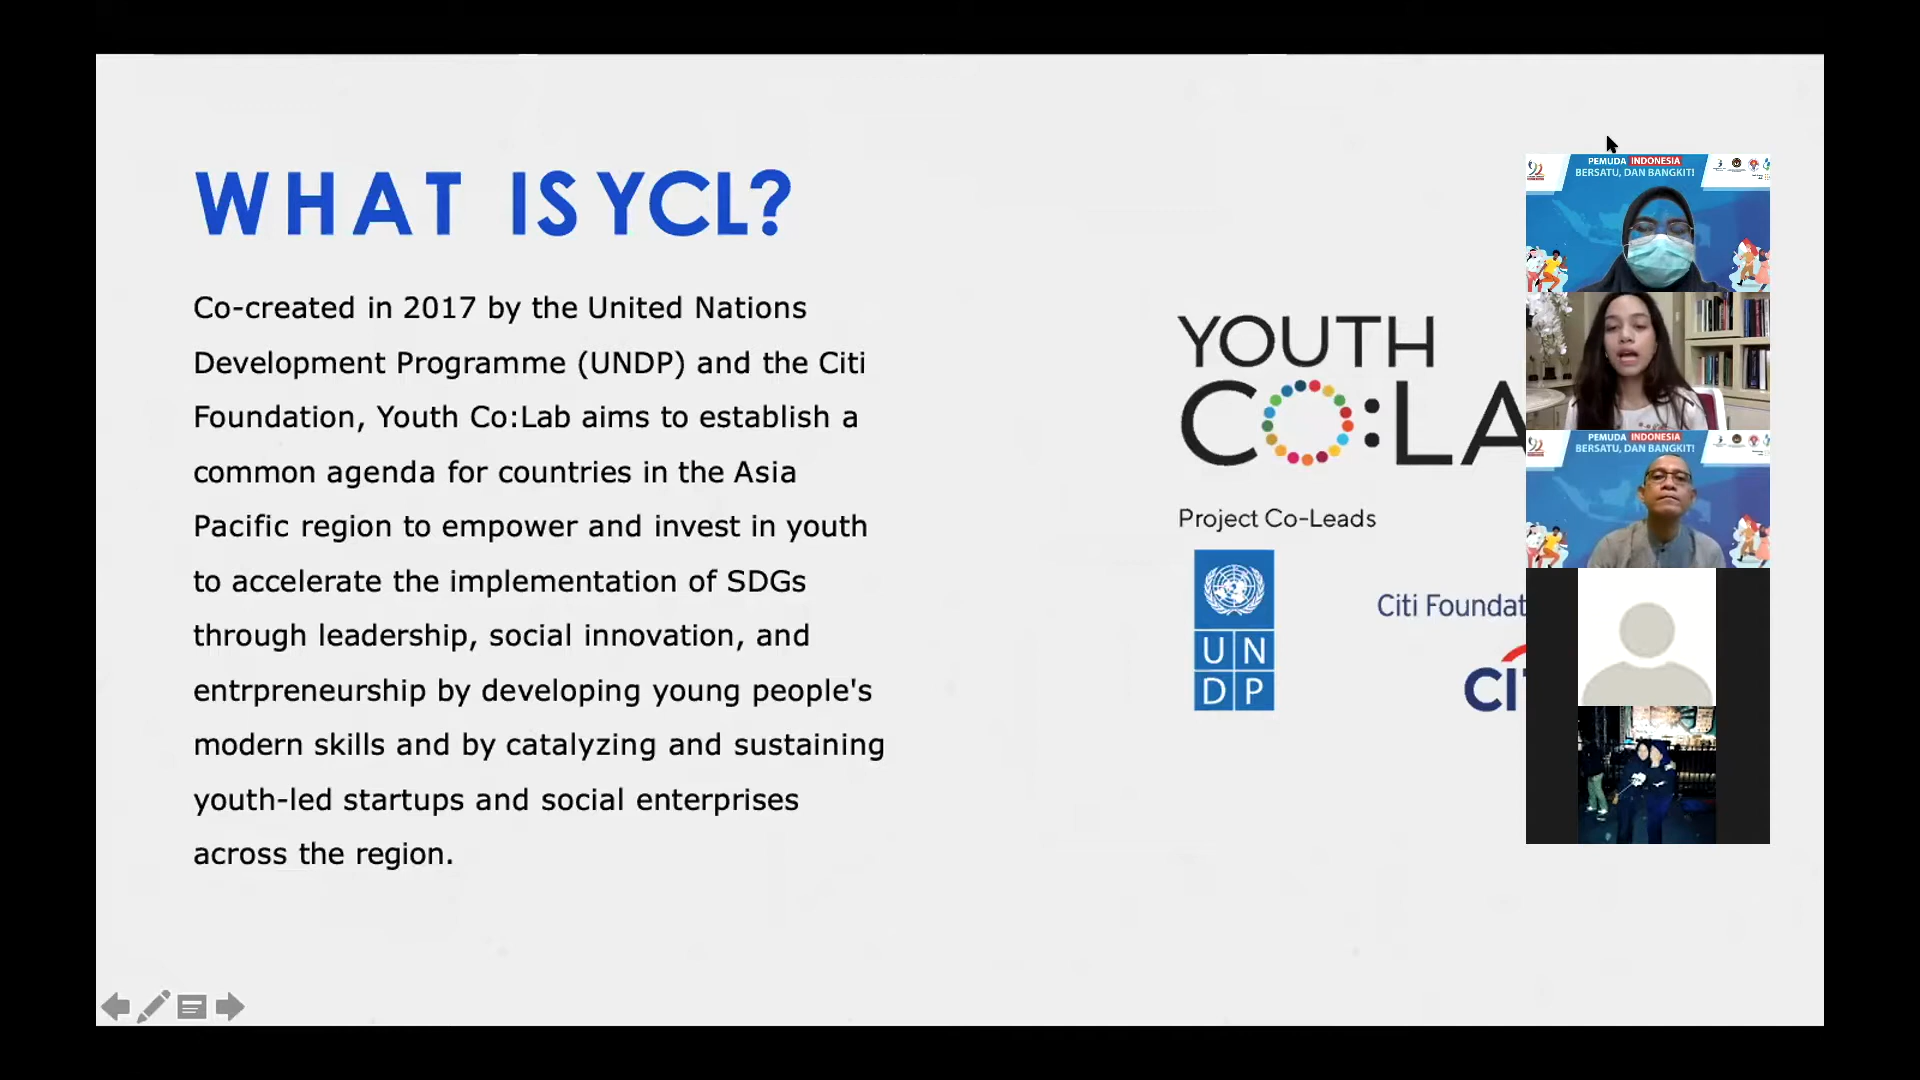 WHAT IS YCL?
Co-created in 2017 by the United Nations
Development Programme (UNDP) and the Citi
Foundation, Youth Co:Lab aims to establish a
common agenda for countries in the Asia
Pacific region to empower and invest in youth
to accelerate the implementation of SDGs
through leadership, social innovation, and
entrpreneurship by developing young people's
modern skills and by catalyzing and sustaining
youth-led startups and social enterprises
across the region.
YOUTH
CO:LA
Project Co-Leads
UN
DP
Citi Foundat
CIT
PEMUDA INDONESIA
BERSATU, DAN BANGKIT!
PEMUDA INDONESIA
BERSATU, DAN BANGKIT!